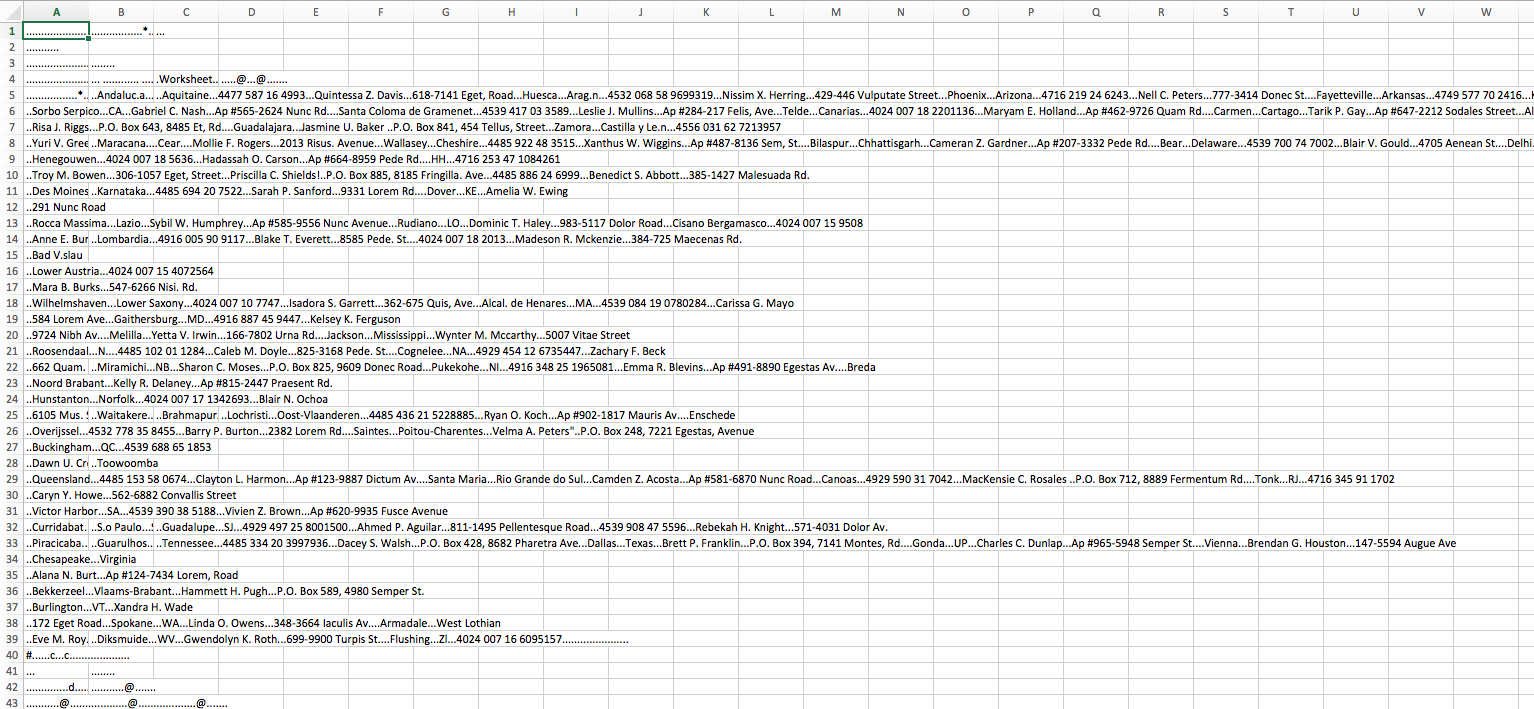 A B C D E F G H I J K L M N O P Q R S T U V W
1 ..................... .................*.. ...
2 ...........
3 ..................... ........
4 ..................... ... ............ .... .Worksheet.. .....@...@.......
5 .................*.. ..Andaluc.a... ..Aquitaine...4477 587 16 4993...Quintessa Z. Davis...618-7141 Eget, Road...Huesca...Arag.n...4532 068 58 9699319...Nissim X. Herring...429-446 Vulputate Street...Phoenix...Arizona...4716 219 24 6243...Nell C. Peters...777-3414 Donec St....Fayetteville...Arkansas...4749 577 70 2416...K
6 ..Sorbo Serpico...CA...Gabriel C. Nash...Ap #565-2624 Nunc Rd....Santa Coloma de Gramenet...4539 417 03 3589...Leslie J. Mullins...Ap #284-217 Felis, Ave...Telde...Canarias...4024 007 18 2201136...Maryam E. Holland...Ap #462-9726 Quam Rd....Carmen...Cartago...Tarik P. Gay...Ap #647-2212 Sodales Street...Al
7 ..Risa J. Riggs...P.O. Box 643, 8485 Et, Rd....Guadalajara...Jasmine U. Baker ..P.O. Box 841, 454 Tellus, Street...Zamora...Castilla y Le.n...4556 031 62 7213957
8 ..Yuri V. Gree ..Maracana....Cear....Mollie F. Rogers...2013 Risus. Avenue...Wallasey...Cheshire...4485 922 48 3515...Xanthus W. Wiggins...Ap #487-8136 Sem, St....Bilaspur...Chhattisgarh...Cameran Z. Gardner...Ap #207-3332 Pede Rd....Bear...Delaware...4539 700 74 7002...Blair V. Gould...4705 Aenean St....Delhi.
9 ..Henegouwen...4024 007 18 5636...Hadassah O. Carson...Ap #664-8959 Pede Rd....HH...4716 253 47 1084261
10 ..Troy M. Bowen...306-1057 Eget, Street...Priscilla C. Shields!..P.O. Box 885, 8185 Fringilla. Ave...4485 886 24 6999...Benedict S. Abbott...385-1427 Malesuada Rd.
11 ..Des Moines ..Karnataka...4485 694 20 7522...Sarah P. Sanford...9331 Lorem Rd....Dover...KE...Amelia W. Ewing
12 ..291 Nunc Road
13 ..Rocca Massima...Lazio...Sybil W. Humphrey...Ap #585-9556 Nunc Avenue...Rudiano...LO...Dominic T. Haley...983-5117 Dolor Road...Cisano Bergamasco...4024 007 15 9508
14 ..Anne E. Bur ..Lombardia...4916 005 90 9117...Blake T. Everett...8585 Pede. St....4024 007 18 2013...Madeson R. Mckenzie...384-725 Maecenas Rd.
15 ..Bad V.slau
16 ..Lower Austria...4024 007 15 4072564
17 ..Mara B. Burks...547-6266 Nisi. Rd.
18 ..Wilhelmshaven...Lower Saxony...4024 007 10 7747...Isadora S. Garrett...362-675 Quis, Ave...Alcal. de Henares...MA...4539 084 19 0780284...Carissa G. Mayo
19 ..584 Lorem Ave...Gaithersburg...MD...4916 887 45 9447...Kelsey K. Ferguson
20 ..9724 Nibh Av....Melilla...Yetta V. Irwin...166-7802 Urna Rd....Jackson...Mississippi...Wynter M. Mccarthy...5007 Vitae Street
21 ..Roosendaal...N....4485 102 01 1284...Caleb M. Doyle...825-3168 Pede. St....Cognelee...NA...4929 454 12 6735447...Zachary F. Beck
22 ..662 Quam. ..Miramichi...NB...Sharon C. Moses...P.O. Box 825, 9609 Donec Road...Pukekohe...NI...4916 348 25 1965081...Emma R. Blevins...Ap #491-8890 Egestas Av....Breda
23 ..Noord Brabant...Kelly R. Delaney...Ap #815-2447 Praesent Rd.
24 ..Hunstanton...Norfolk...4024 007 17 1342693...Blair N. Ochoa
25 ..6105 Mus. ..Waitakere.. ..Brahmapur. ..Lochristi...Oost-Vlaanderen...4485 436 21 5228885...Ryan O. Koch...Ap #902-1817 Mauris Av....Enschede
26 ..Overijssel...4532 778 35 8455...Barry P. Burton...2382 Lorem Rd....Saintes...Poitou-Charentes...Velma A. Peters"..P.O. Box 248, 7221 Egestas, Avenue
27 ..Buckingham...QC...4539 688 65 1853
28 ..Dawn U. Cr ..Toowoomba
29 ..Queensland...4485 153 58 0674...Clayton L. Harmon...Ap #123-9887 Dictum Av....Santa Maria...Rio Grande do Sul...Camden Z. Acosta...Ap #581-6870 Nunc Road...Canoas...4929 590 31 7042...MacKensie C. Rosales ..P.O. Box 712, 8889 Fermentum Rd....Tonk...RJ...4716 345 91 1702
30 ..Caryn Y. Howe...562-6882 Convallis Street
31 ..Victor Harbor...SA...4539 390 38 5188...Vivien Z. Brown...Ap #620-9935 Fusce Avenue
32 ..Curridabat. ..S.o Paulo... ..Guadalupe...SJ...4929 497 25 8001500...Ahmed P. Aguilar...811-1495 Pellentesque Road...4539 908 47 5596...Rebekah H. Knight...571-4031 Dolor Av.
33 ..Piracicaba.. ..Guarulhos.. ..Tennessee...4485 334 20 3997936...Dacey S. Walsh...P.O. Box 428, 8682 Pharetra Ave...Dallas...Texas...Brett P. Franklin...P.O. Box 394, 7141 Montes, Rd....Gonda...UP...Charles C. Dunlap...Ap #965-5948 Semper St....Vienna...Brendan G. Houston...147-5594 Augue Ave
34 ..Chesapeake...Virginia
35 ..Alana N. Burt...Ap #124-7434 Lorem, Road
36 ..Bekkerzeel...Vlaams-Brabant...Hammett H. Pugh...P.O. Box 589, 4980 Semper St.
37 ..Burlington...VT...Xandra H. Wade
38 ..172 Eget Road...Spokane...WA...Linda O. Owens...348-3664 Iaculis Av....Armadale...West Lothian
39 ..Eve M. Roy. ..Diksmuide...WV...Gwendolyn K. Roth...699-9900 Turpis St....Flushing...Zl...4024 007 16 6095157......................
40 #......c...c....................
41 ... ........
42 ..............d..... ...........@.......
43 ...........@...................@...................@.......